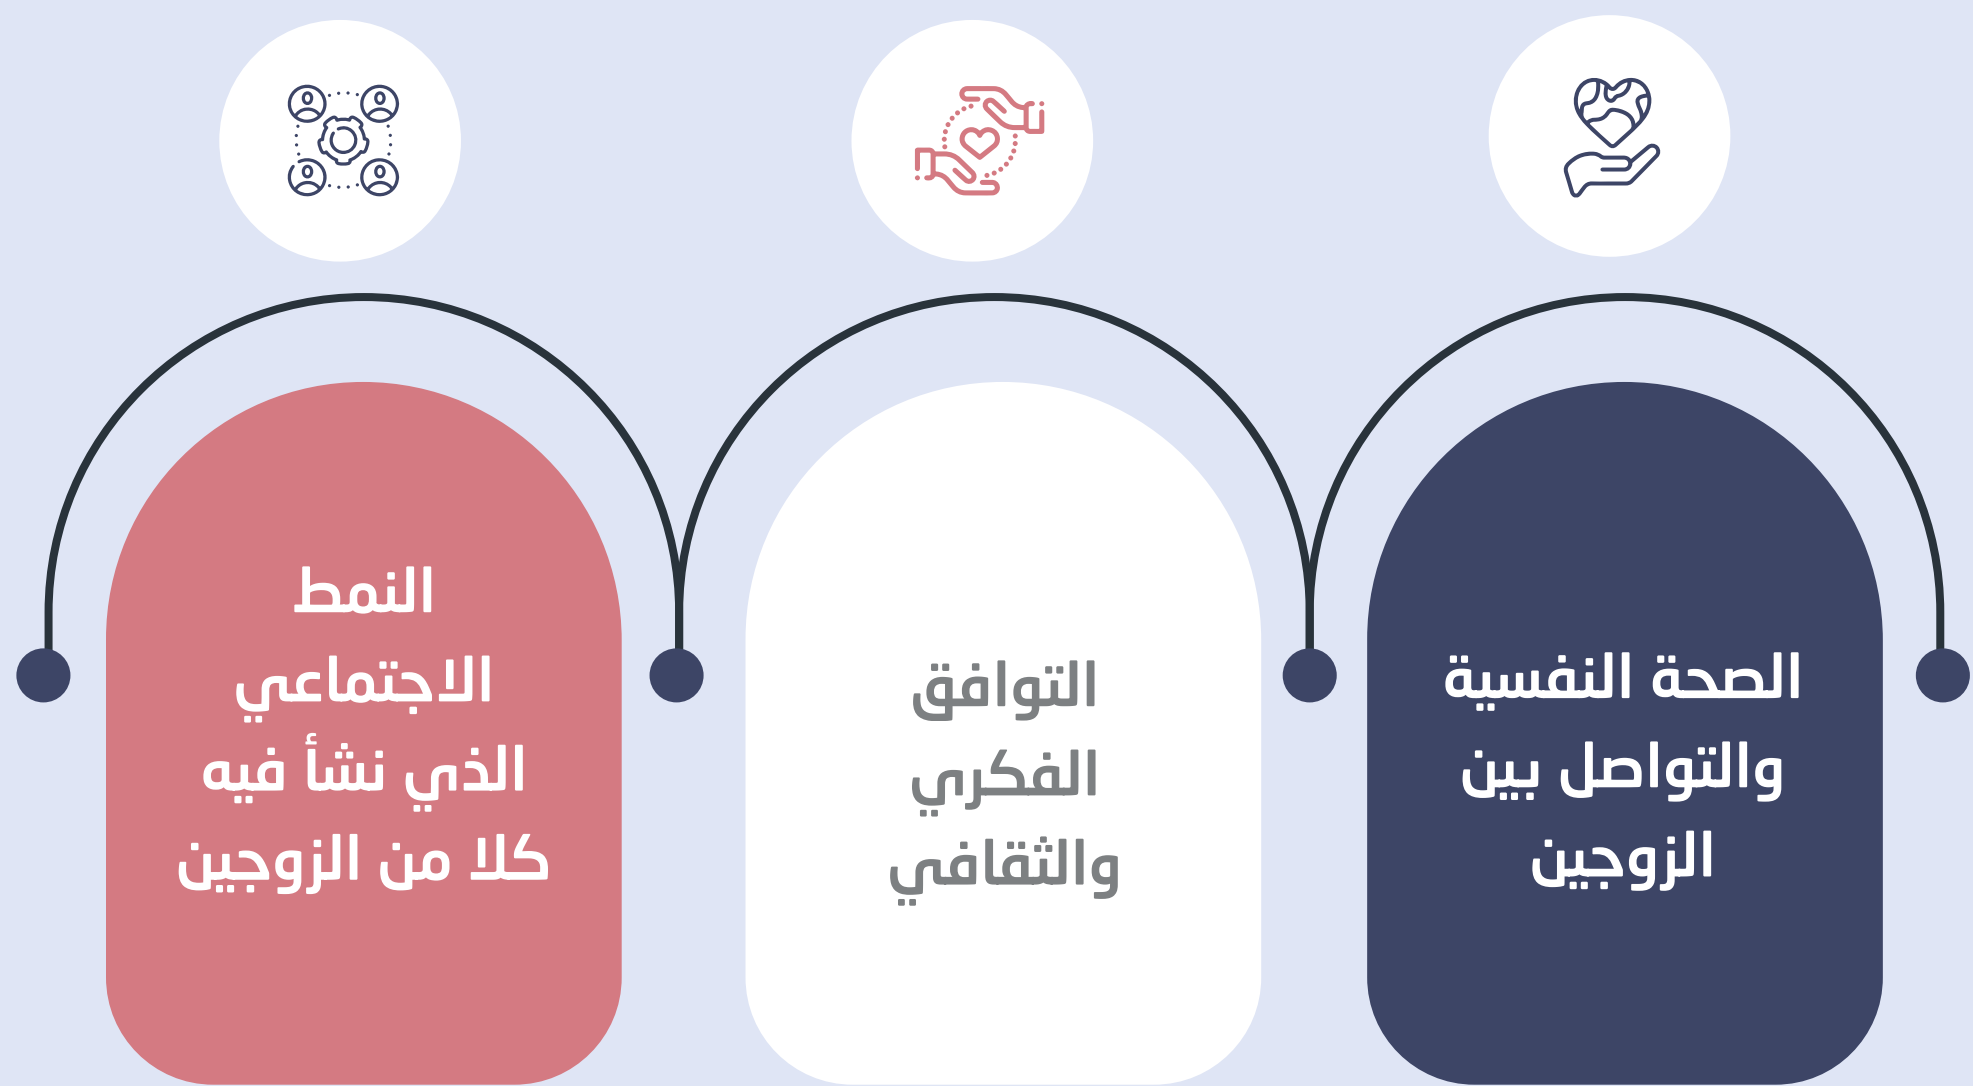 الصحة النفسية
والتواصل بين
الزوجين
التوافق
الفكري
والثقافي
النمط
الاجتماعي
الذي نشأ فيه
كلا من الزوجين